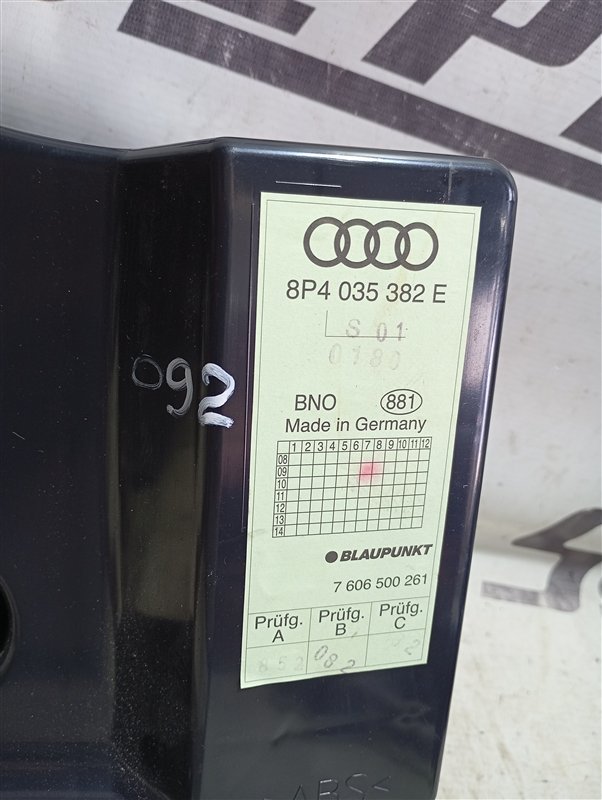 8P4 035 382 E
S 01
0180
092
BNO 881
Made in Germany
1 2 3 4 5 6 7 8 9 10 11 12
08
09
10
11
12
13
14
BLAUPUNKT
7 606 500 261
Prüfg. A Prüfg. B Prüfg. C
852 082
ABS<